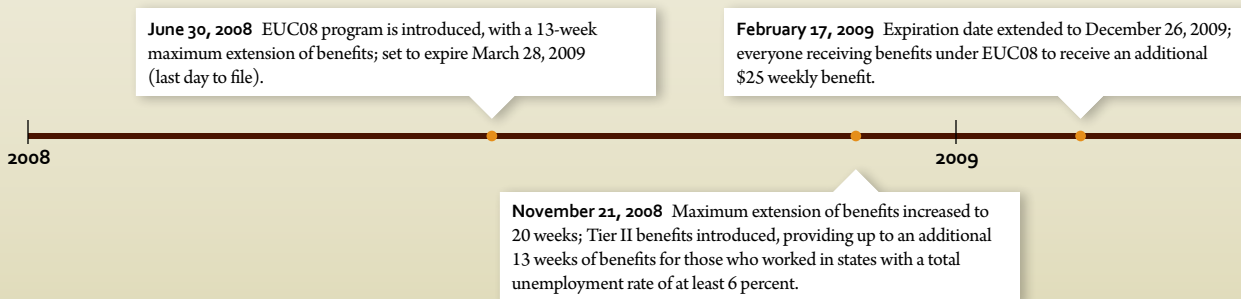 June 30, 2008 EUC08 program is introduced, with a 13-week
maximum extension of benefits; set to expire March 28, 2009
(last day to file).
February 17, 2009 Expiration date extended to December 26, 2009;
everyone receiving benefits under EUC08 to receive an additional
$25 weekly benefit.
2008
2009
November 21, 2008 Maximum extension of benefits increased to
20 weeks; Tier II benefits introduced, providing up to an additional
13 weeks of benefits for those who worked in states with a total
unemployment rate of at least 6 percent.